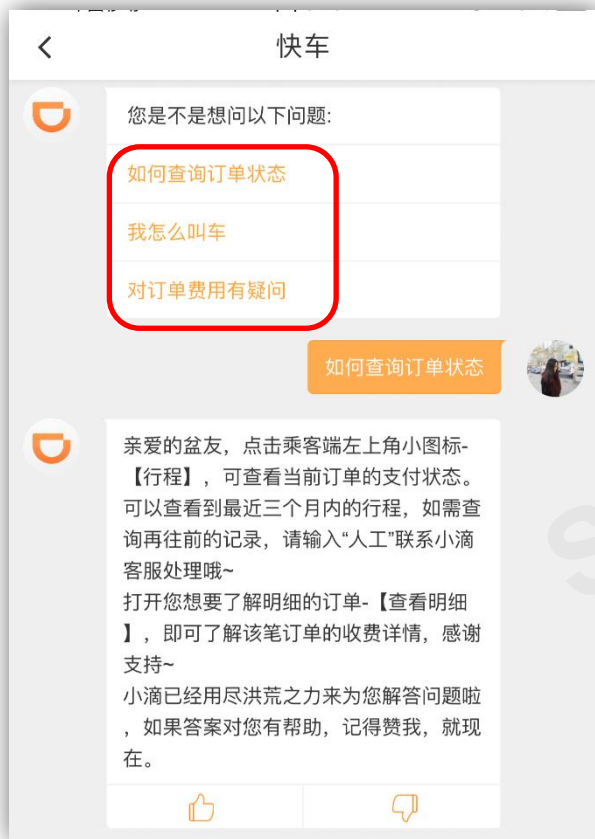 快车
您是不是想问以下问题:
如何查询订单状态
我怎么叫车
对订单费用有疑问
如何查询订单状态
亲爱的盆友，点击乘客端左上角小图标-
【行程】，可查看当前订单的支付状态。
可以查看到最近三个月内的行程，如需查
询再往前的记录，请输入“人工”联系小滴
客服处理哦~
打开您想要了解明细的订单-【查看明细
】，即可了解该笔订单的收费详情，感谢
支持~
小滴已经用尽洪荒之力来为您解答问题啦
，如果答案对您有帮助，记得赞我，就现
在。